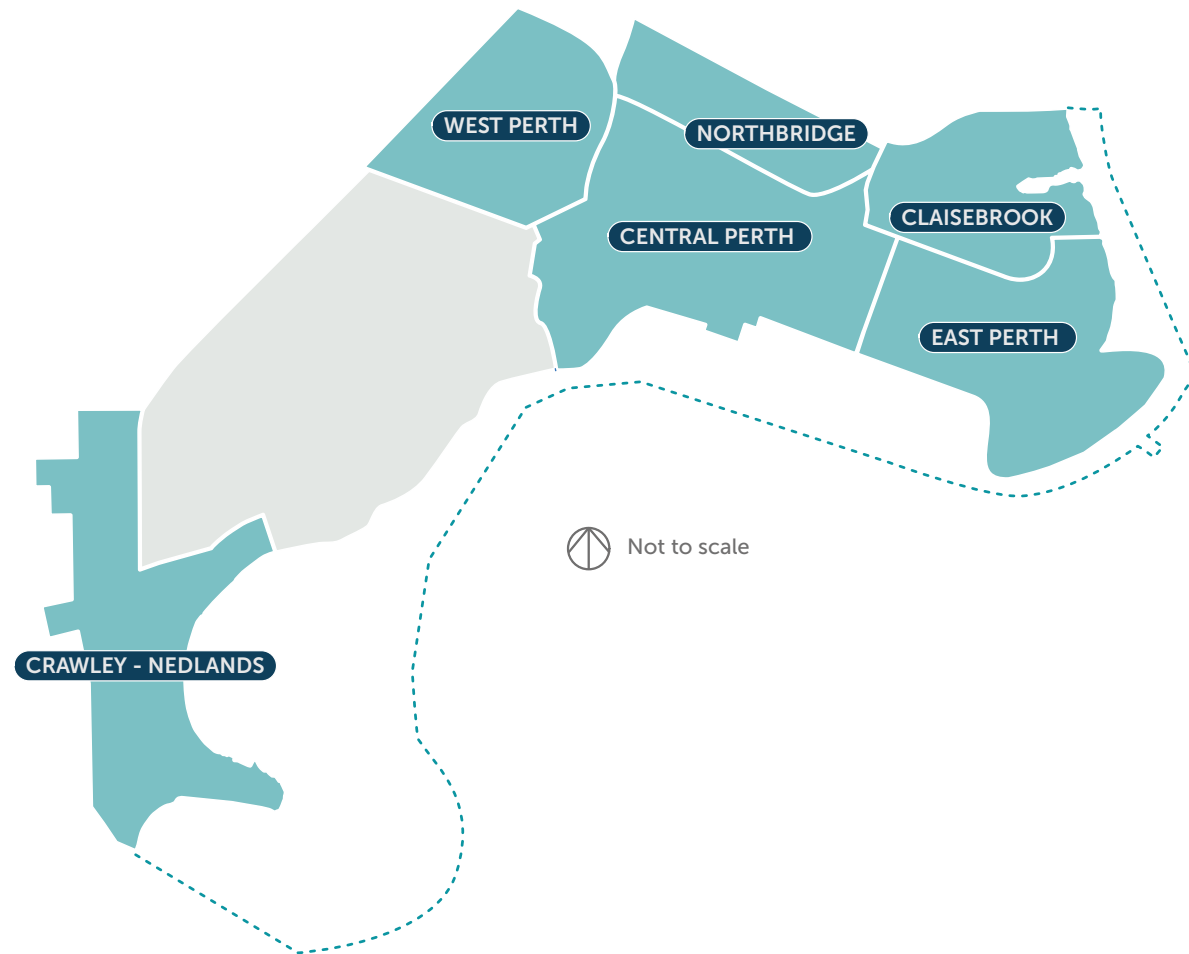 WEST PERTH
NORTHBRIDGE
CLAISEBROOK
CENTRAL PERTH
EAST PERTH
Not to scale
CRAWLEY - NEDLANDS